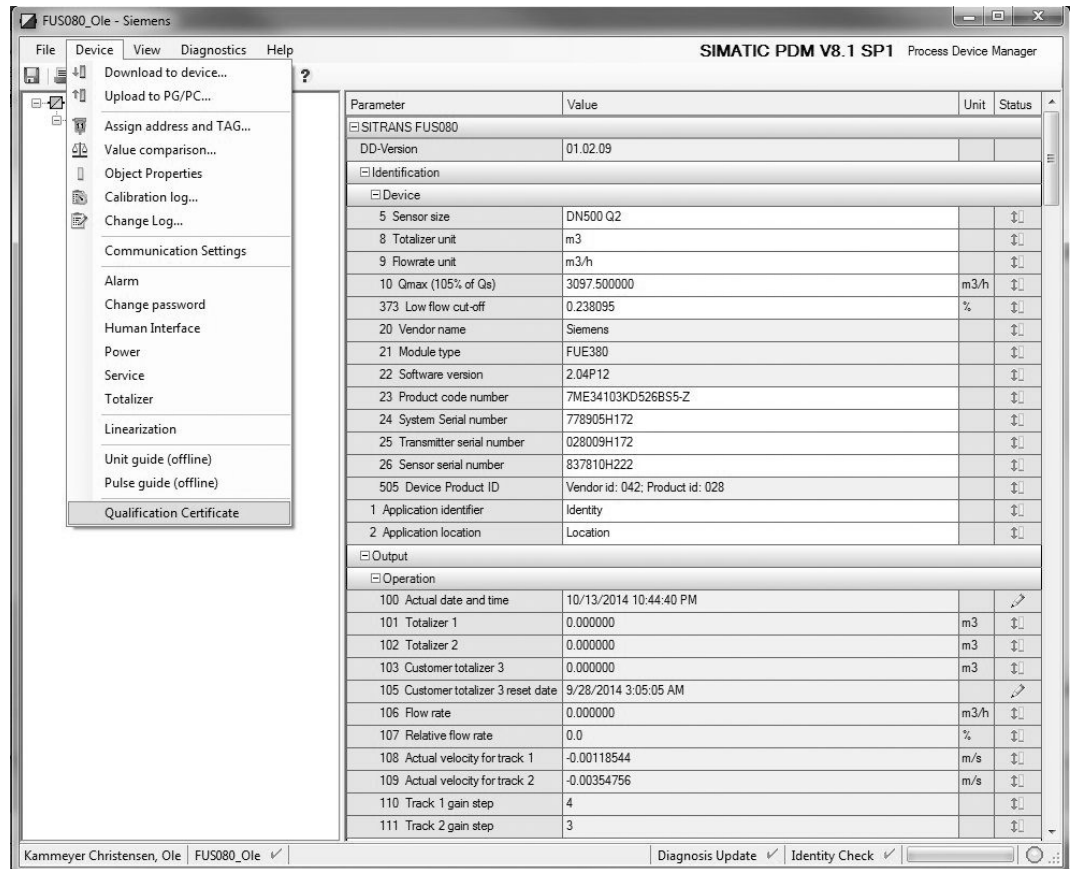 FUS080_Ole - Siemens
File Device View Diagnostics Help
SIMATIC PDM V8.1 SP1 Process Device Manager
?
Download to device...
Upload to PG/PC...
Assign address and TAG...
Value comparison...
Object Properties
Calibration log...
Change Log...
Communication Settings
Alarm
Change password
Human Interface
Power
Service
Totalizer
Linearization
Unit guide (offline)
Pulse guide (offline)
Qualification Certificate
Parameter Value Unit Status
SITRANS FUS080
DD-Version 01.02.09
Identification
Device
5 Sensor size DN500 Q2
8 Totalizer unit m3
9 Flowrate unit m3/h
10 Qmax (105% of Qs) 3097.500000 m3/h
373 Low flow cut-off 0.238095 %
20 Vendor name Siemens
21 Module type FUE380
22 Software version 2.04P12
23 Product code number 7ME34103KD526BS5-Z
24 System Serial number 778905H172
25 Transmitter serial number 028009H172
26 Sensor serial number 837810H222
505 Device Product ID Vendor id: 042; Product id: 028
1 Application identifier Identity
2 Application location Location
Output
Operation
100 Actual date and time 10/13/2014 10:44:40 PM
101 Totalizer 1 0.000000 m3
102 Totalizer 2 0.000000 m3
103 Customer totalizer 3 0.000000 m3
105 Customer totalizer 3 reset date 9/28/2014 3:05:05 AM
106 Flow rate 0.000000 m3/h
107 Relative flow rate 0.0 %
108 Actual velocity for track 1 -0.00118544 m/s
109 Actual velocity for track 2 -0.00354756 m/s
110 Track 1 gain step 4
111 Track 2 gain step 3
Kammeyer Christensen, Ole FUS080_Ole Diagnosis Update Identity Check